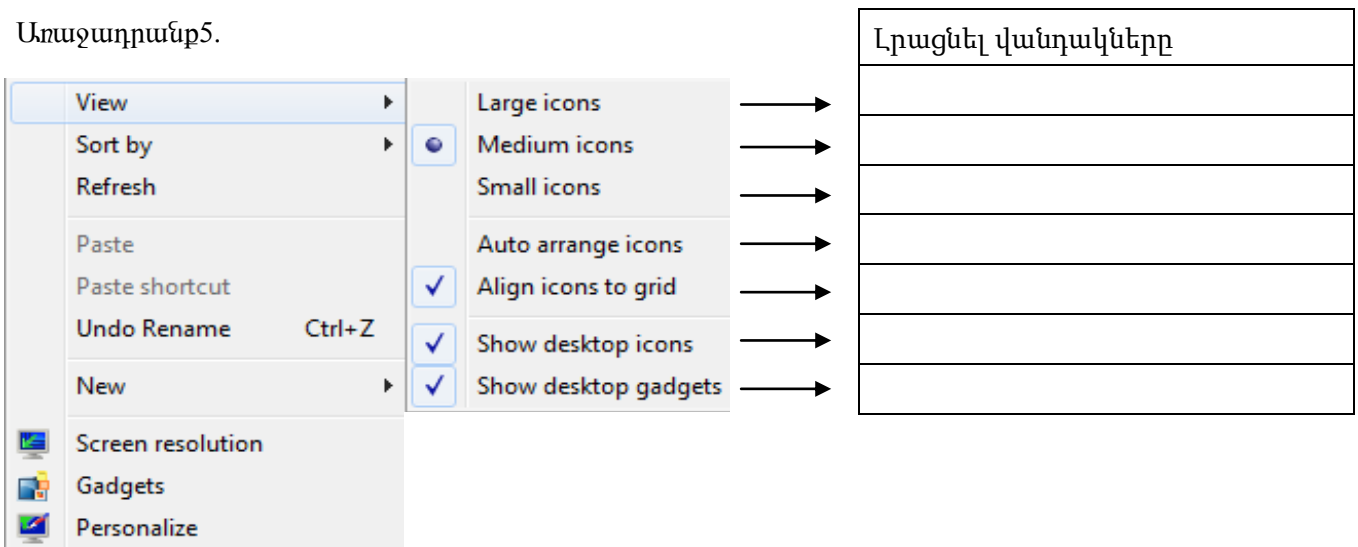 Առաջադրանք5.
Լրացնել վանդակները
View
Sort by
Refresh
Paste
Paste shortcut
Undo Rename Ctrl+Z
New
Screen resolution
Gadgets
Personalize
Large icons
Medium icons
Small icons
Auto arrange icons
Align icons to grid
Show desktop icons
Show desktop gadgets